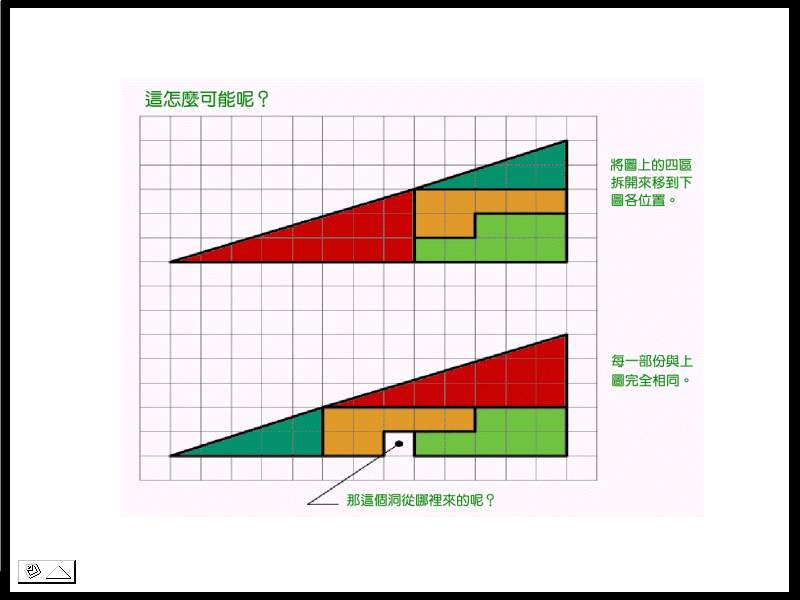 這怎麼可能呢？
將圖上的四區
拆開來移到下
圖各位置。
每一部份與上
圖完全相同。
那這個洞從哪裡來的呢？